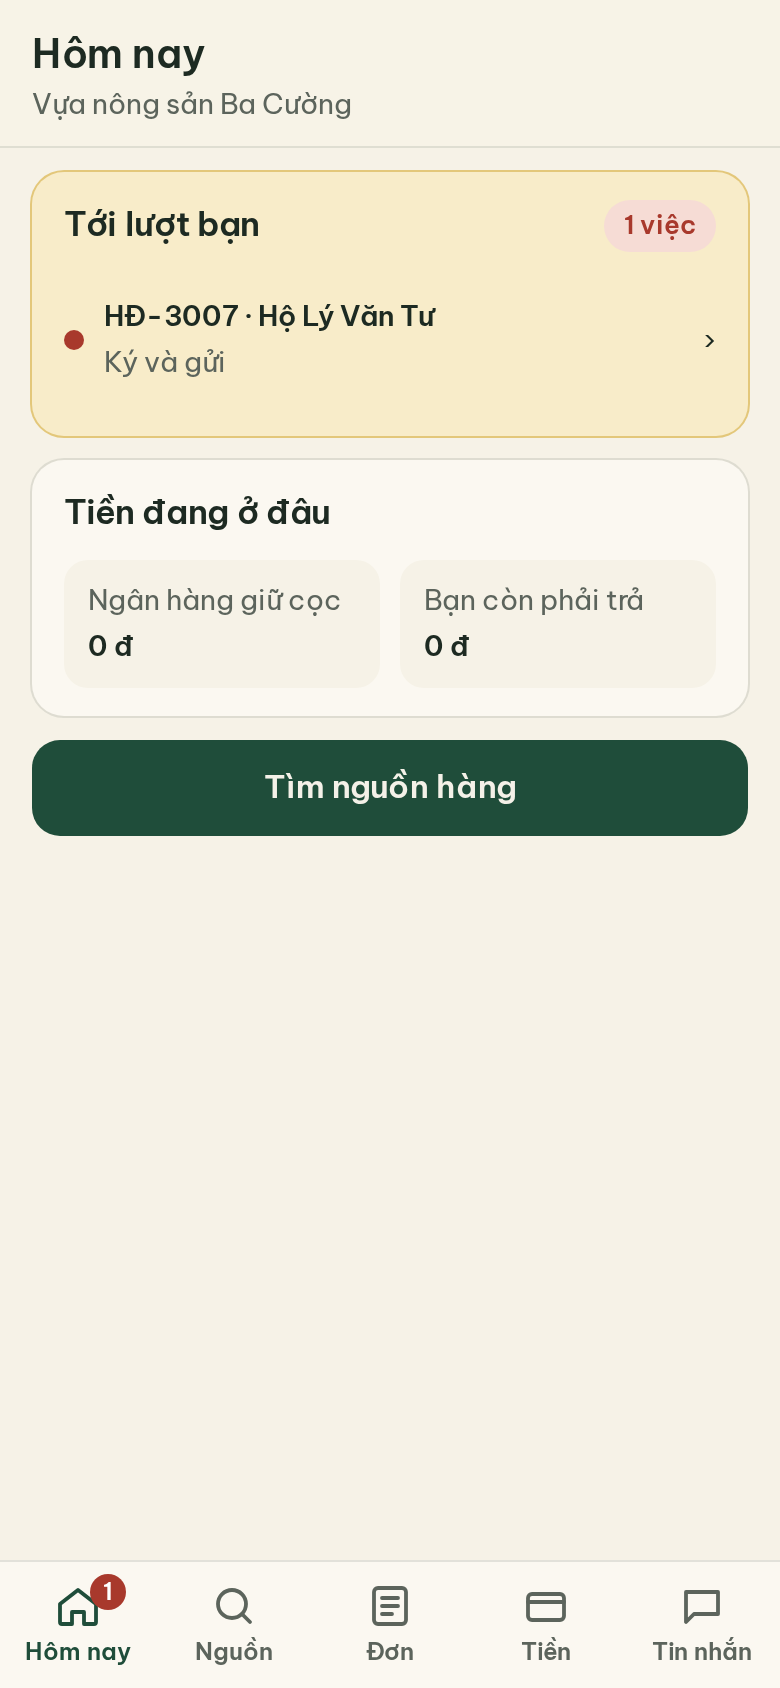 Hôm nay
Vựa nông sản Ba Cường
Tới lượt bạn
1 việc
HĐ-3007 · Hộ Lý Văn Tư
Ký và gửi
›
Tiền đang ở đâu
Ngân hàng giữ cọc
0 đ
Bạn còn phải trả
0 đ
Tìm nguồn hàng
1
Hôm nay
Nguồn
Đơn
Tiền
Tin nhắn